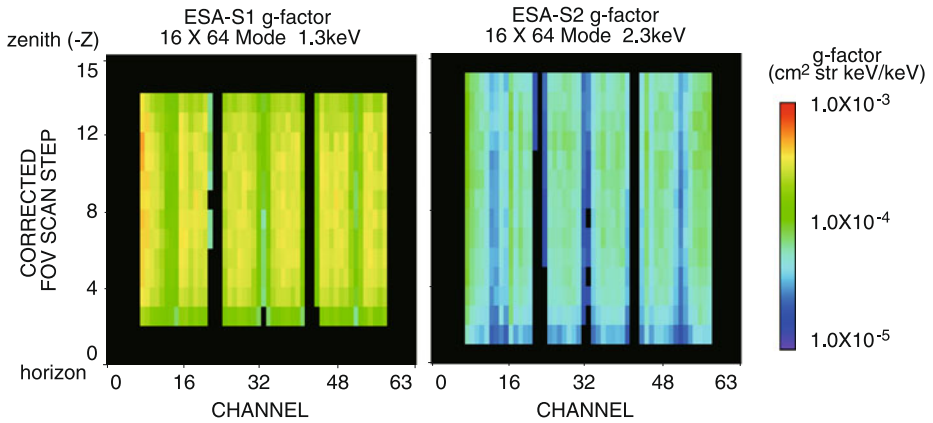 ESA-S1 g-factor
16 X 64 Mode 1.3keV
zenith (-Z)
15
12
8
4
0
horizon
CORRECTED
FOV SCAN STEP
0 16 32 48 63
CHANNEL
ESA-S2 g-factor
16 X 64 Mode 2.3keV
0 16 32 48 63
CHANNEL
g-factor
(cm² str keV/keV)
1.0X10⁻³
1.0X10⁻⁴
1.0X10⁻⁵